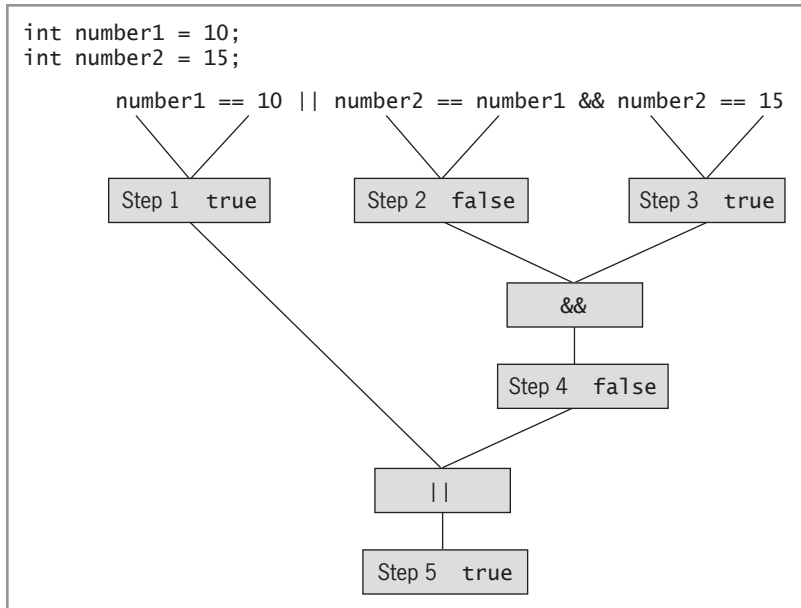 int number1 = 10;
int number2 = 15;
number1 == 10 || number2 == number1 && number2 == 15
Step 1 true
Step 2 false
Step 3 true
&&
Step 4 false
||
Step 5 true